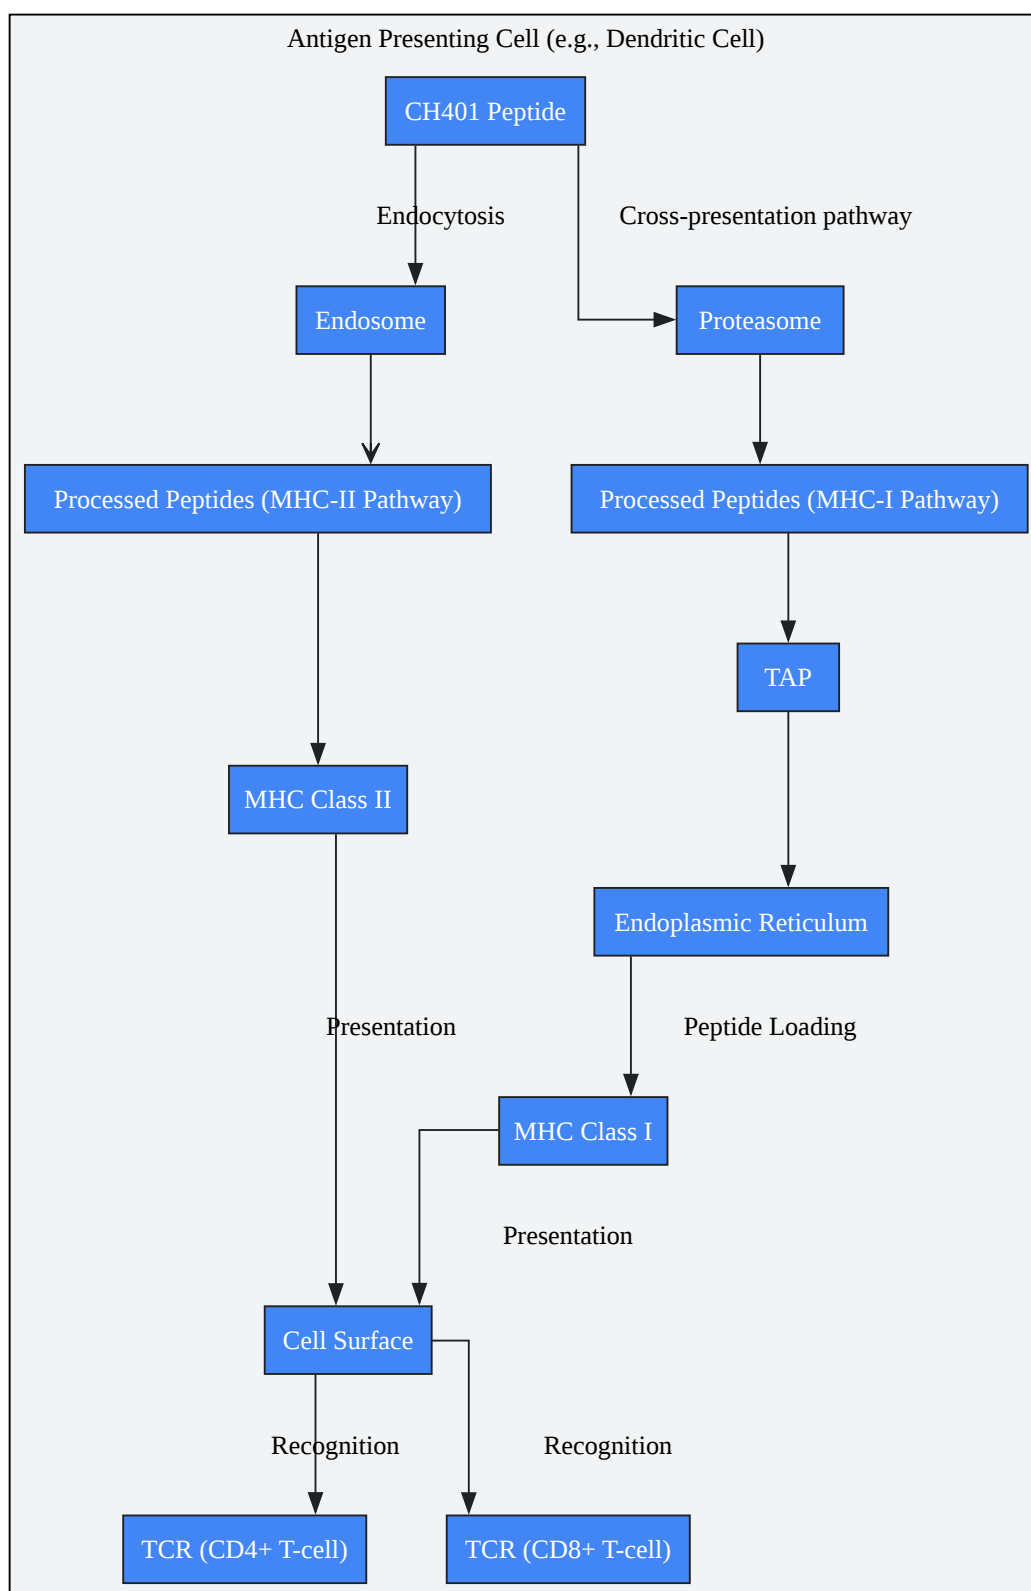 Antigen Presenting Cell (e.g., Dendritic Cell)
CH401 Peptide
Endocytosis
Cross-presentation pathway
Endosome
Proteasome
Processed Peptides (MHC-II Pathway)
Processed Peptides (MHC-I Pathway)
TAP
MHC Class II
Endoplasmic Reticulum
Presentation
Peptide Loading
MHC Class I
Presentation
Cell Surface
Recognition
Recognition
TCR (CD4+ T-cell)
TCR (CD8+ T-cell)